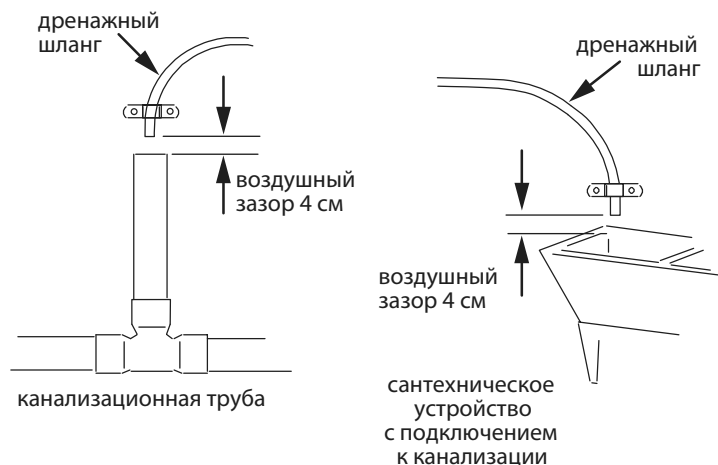 дренажный
шланг
воздушный
зазор 4 см
канализационная труба
дренажный
шланг
воздушный
зазор 4 см
сантехническое
устройство
с подключением
к канализации